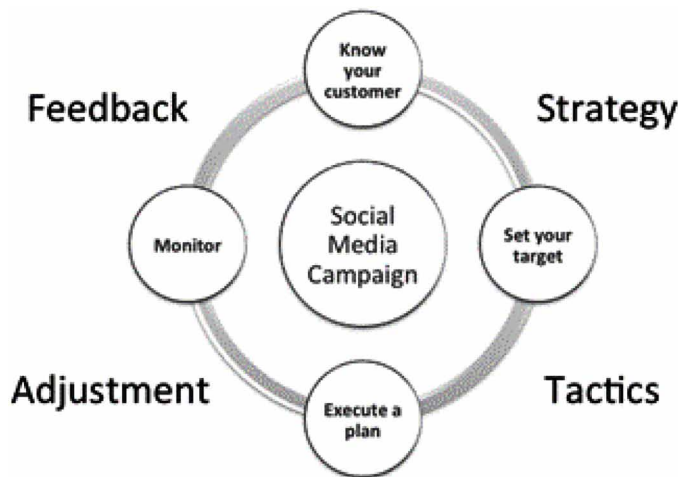 Know
your
customer
Feedback
Strategy
Monitor
Social
Media
Campaign
Set your
target
Adjustment
Tactics
Execute a
plan